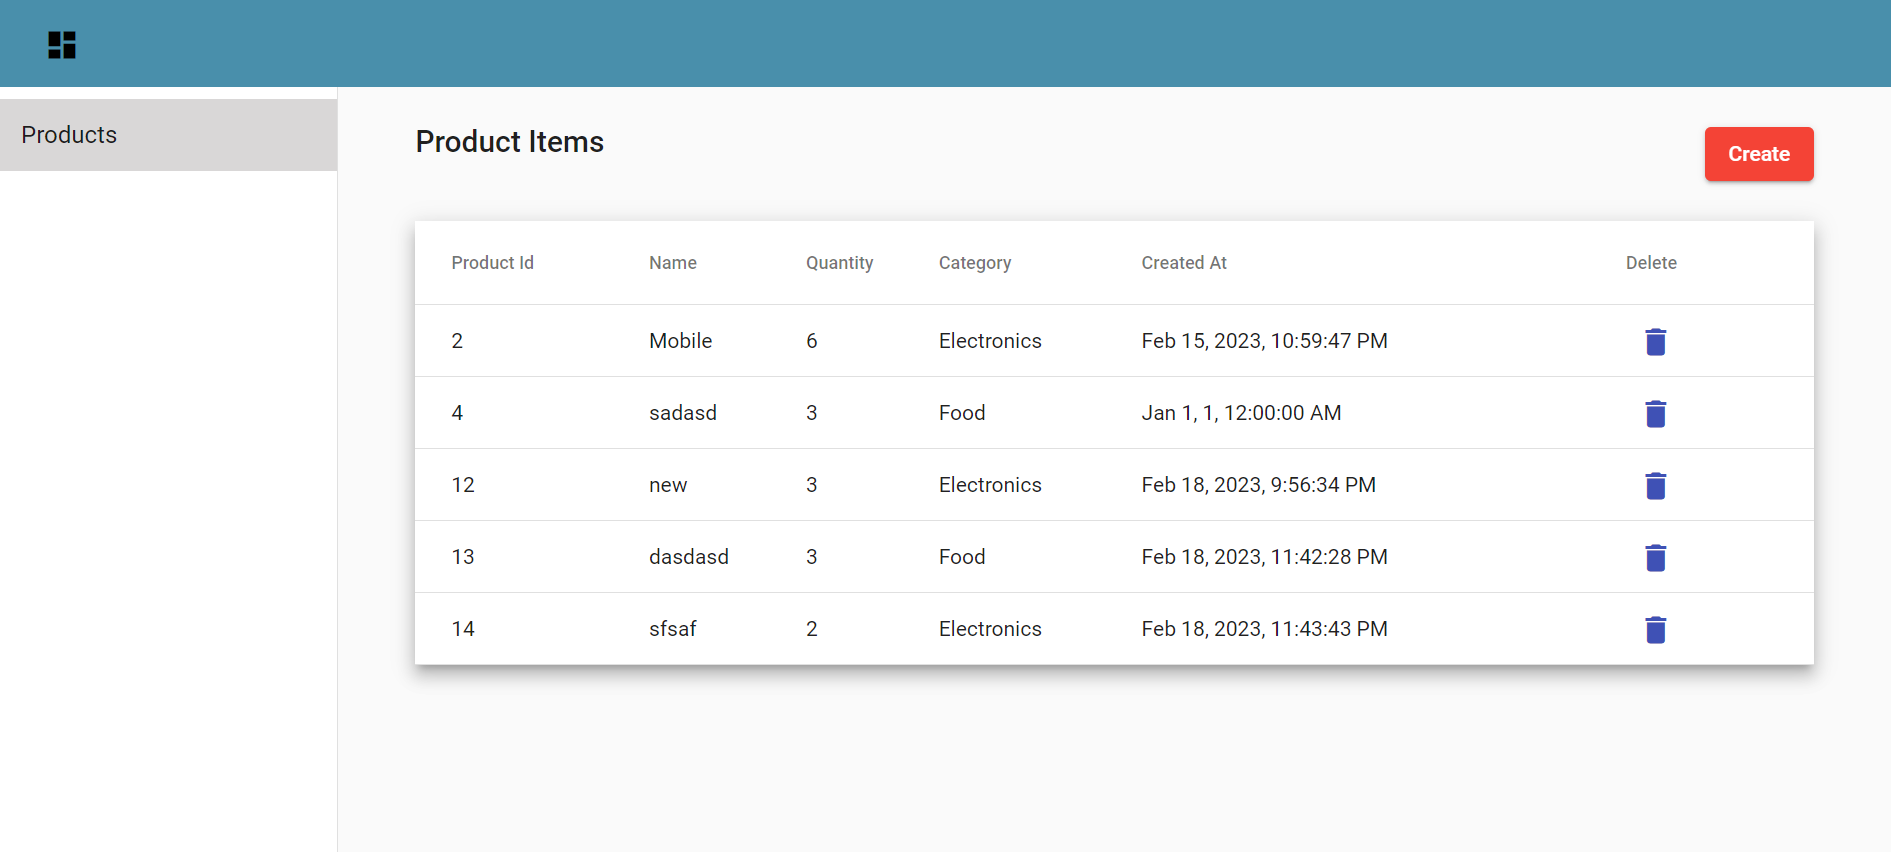 Products
Product Items
Create
Product Id Name Quantity Category Created At Delete
2 Mobile 6 Electronics Feb 15, 2023, 10:59:47 PM
4 sadasd 3 Food Jan 1, 1, 12:00:00 AM
12 new 3 Electronics Feb 18, 2023, 9:56:34 PM
13 dasdasd 3 Food Feb 18, 2023, 11:42:28 PM
14 sfsaf 2 Electronics Feb 18, 2023, 11:43:43 PM